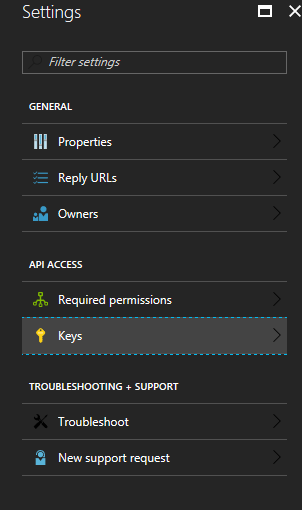 Settings
Filter settings
GENERAL
Properties
Reply URLs
Owners
API ACCESS
Required permissions
Keys
TROUBLESHOOTING + SUPPORT
Troubleshoot
New support request